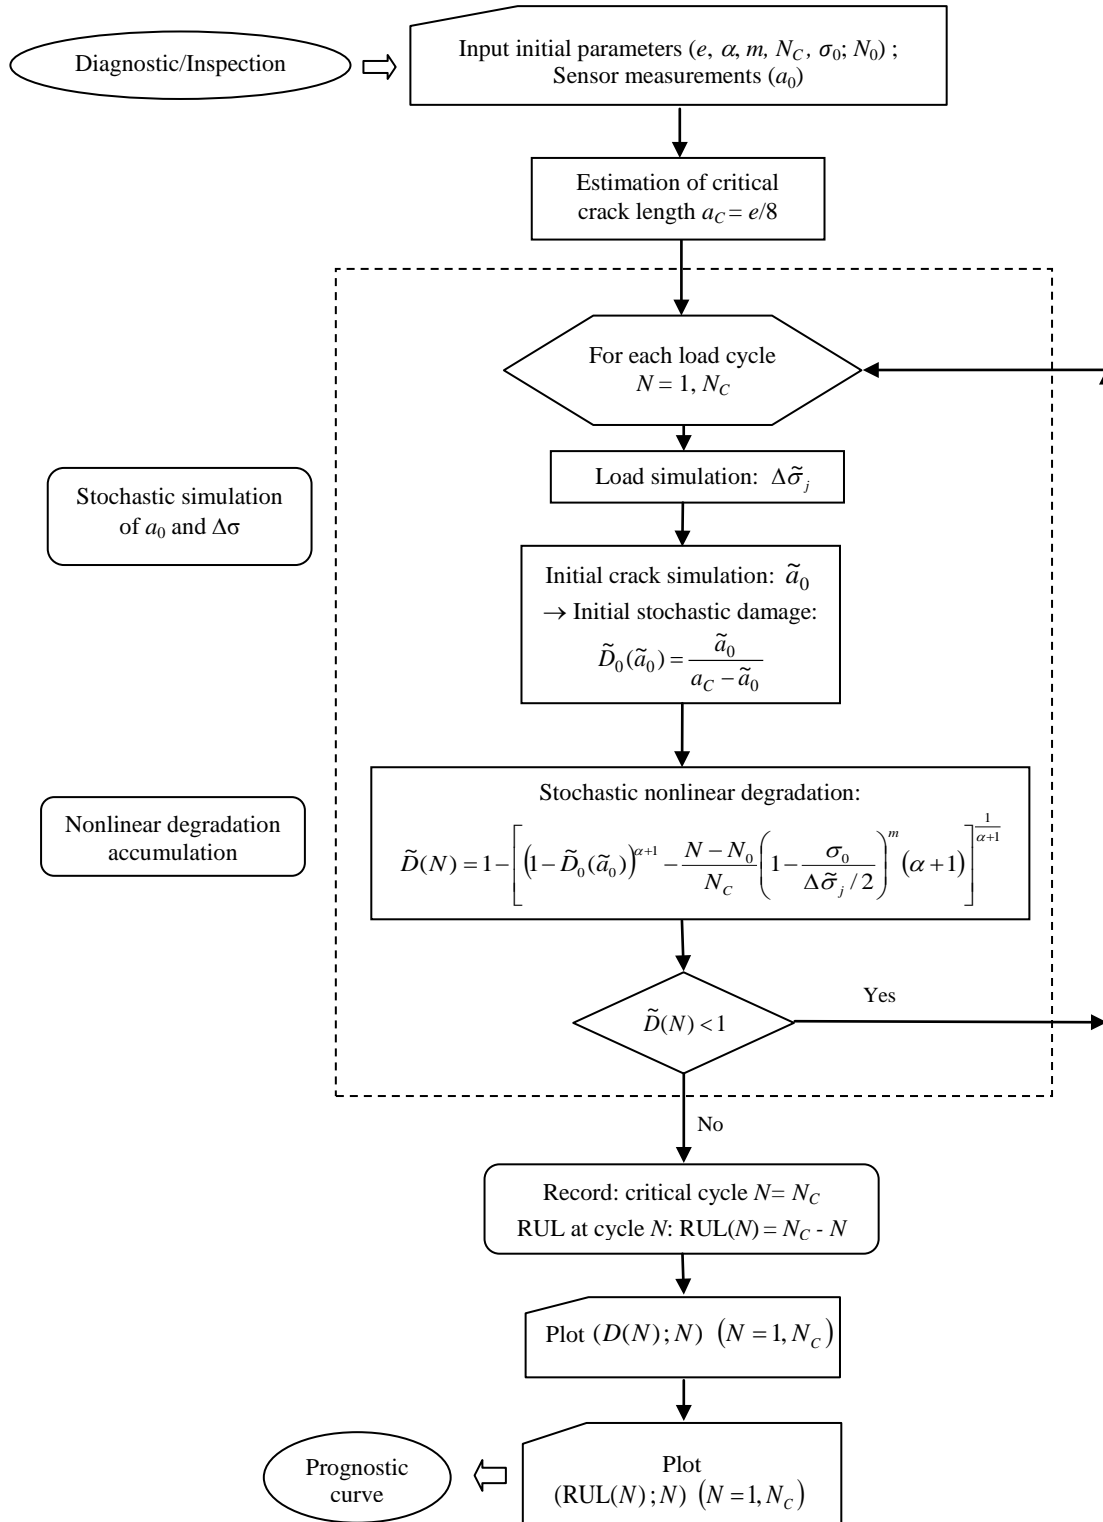 Diagnostic/Inspection
Input initial parameters (e, α, m, N_C, σ_0; N_0) ;
Sensor measurements (a_0)
Estimation of critical
crack length a_C = e/8
For each load cycle
N = 1, N_C
Load simulation: Δσ̃_j
Stochastic simulation
of a_0 and Δσ
Initial crack simulation: ã_0
→ Initial stochastic damage:
D̃_0(ã_0) = ã_0 / (a_C − ã_0)
Stochastic nonlinear degradation:
D̃(N) = 1 − [(1 − D̃_0(ã_0))^{α+1} − (N − N_0)/N_C (1 − σ_0/(Δσ̃_j/2))^m (α + 1)]^{1/(α+1)}
Nonlinear degradation
accumulation
D̃(N) < 1
Yes
No
Record: critical cycle N= N_C
RUL at cycle N: RUL(N) = N_C - N
Plot (D(N); N) (N = 1, N_C)
Plot
(RUL(N); N) (N = 1, N_C)
Prognostic
curve